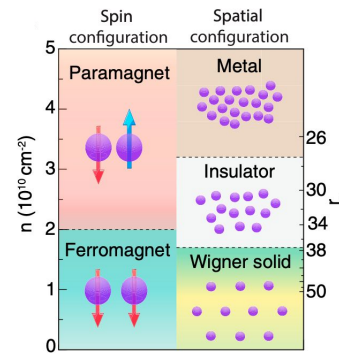 Spin
configuration
Spatial
configuration
5
4
3
2
1
0
n (10¹⁰ cm⁻²)
Paramagnet
Ferromagnet
Metal
Insulator
Wigner solid
26
30
34
38
50
r